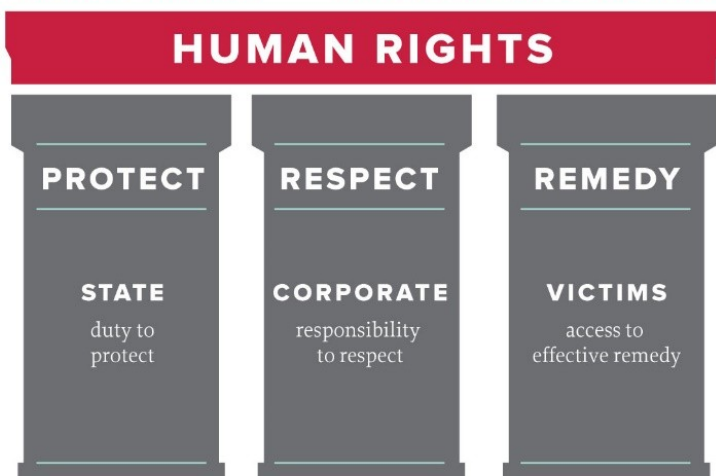 HUMAN RIGHTS
PROTECT
STATE
duty to
protect
RESPECT
CORPORATE
responsibility
to respect
REMEDY
VICTIMS
access to
effective remedy